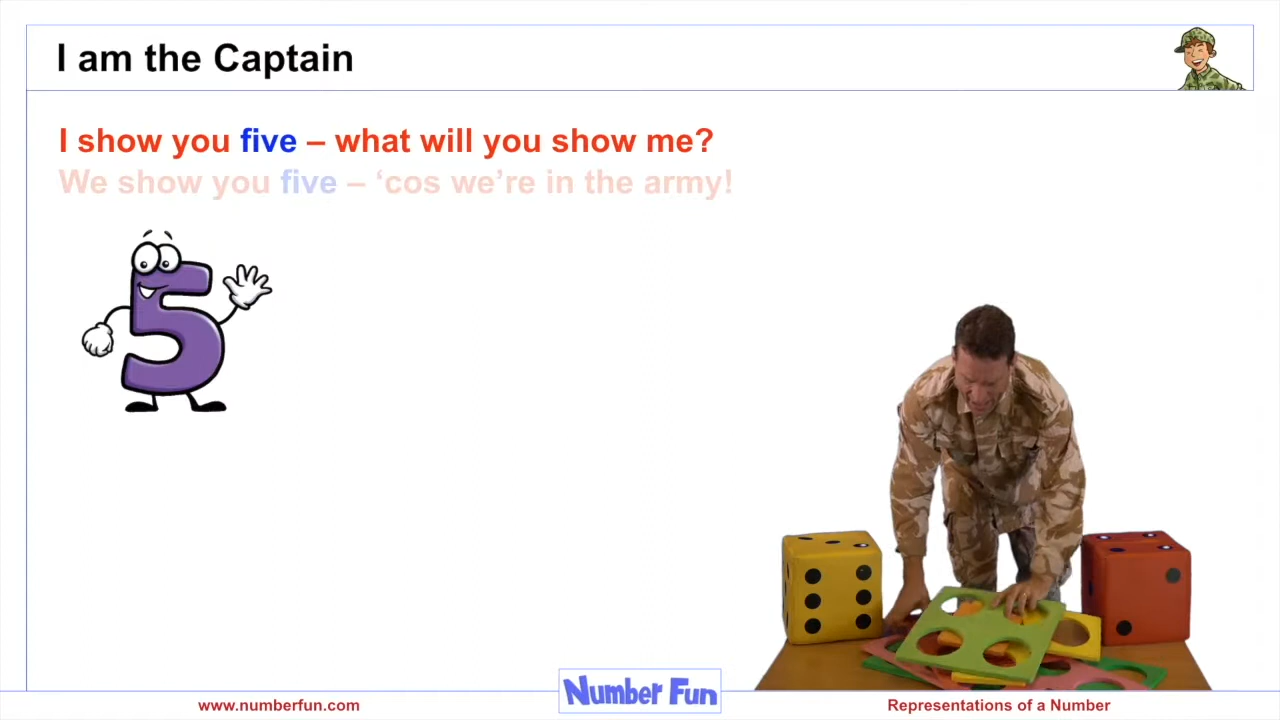 I am the Captain
I show you five – what will you show me?
We show you five – ‘cos we’re in the army!
5
Number Fun
www.numberfun.com
Representations of a Number